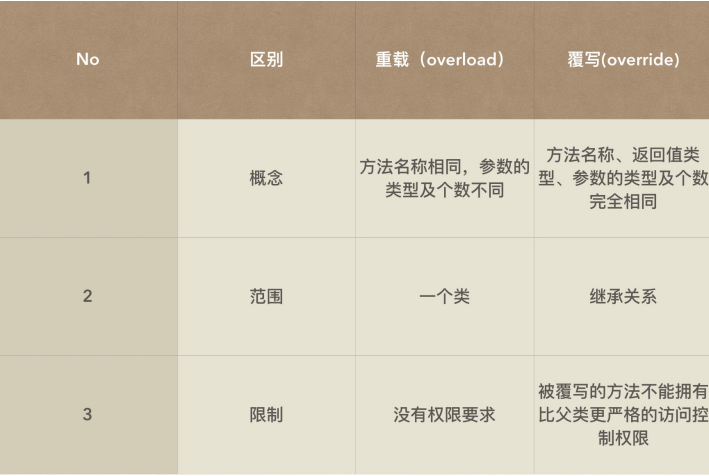 No
区别
重载（overload）
覆写(override)
1
概念
方法名称相同，参数的
类型及个数不同
方法名称、返回值类
型、参数的类型及个数
完全相同
2
范围
一个类
继承关系
3
限制
没有权限要求
被覆写的方法不能拥有
比父类更严格的访问控
制权限